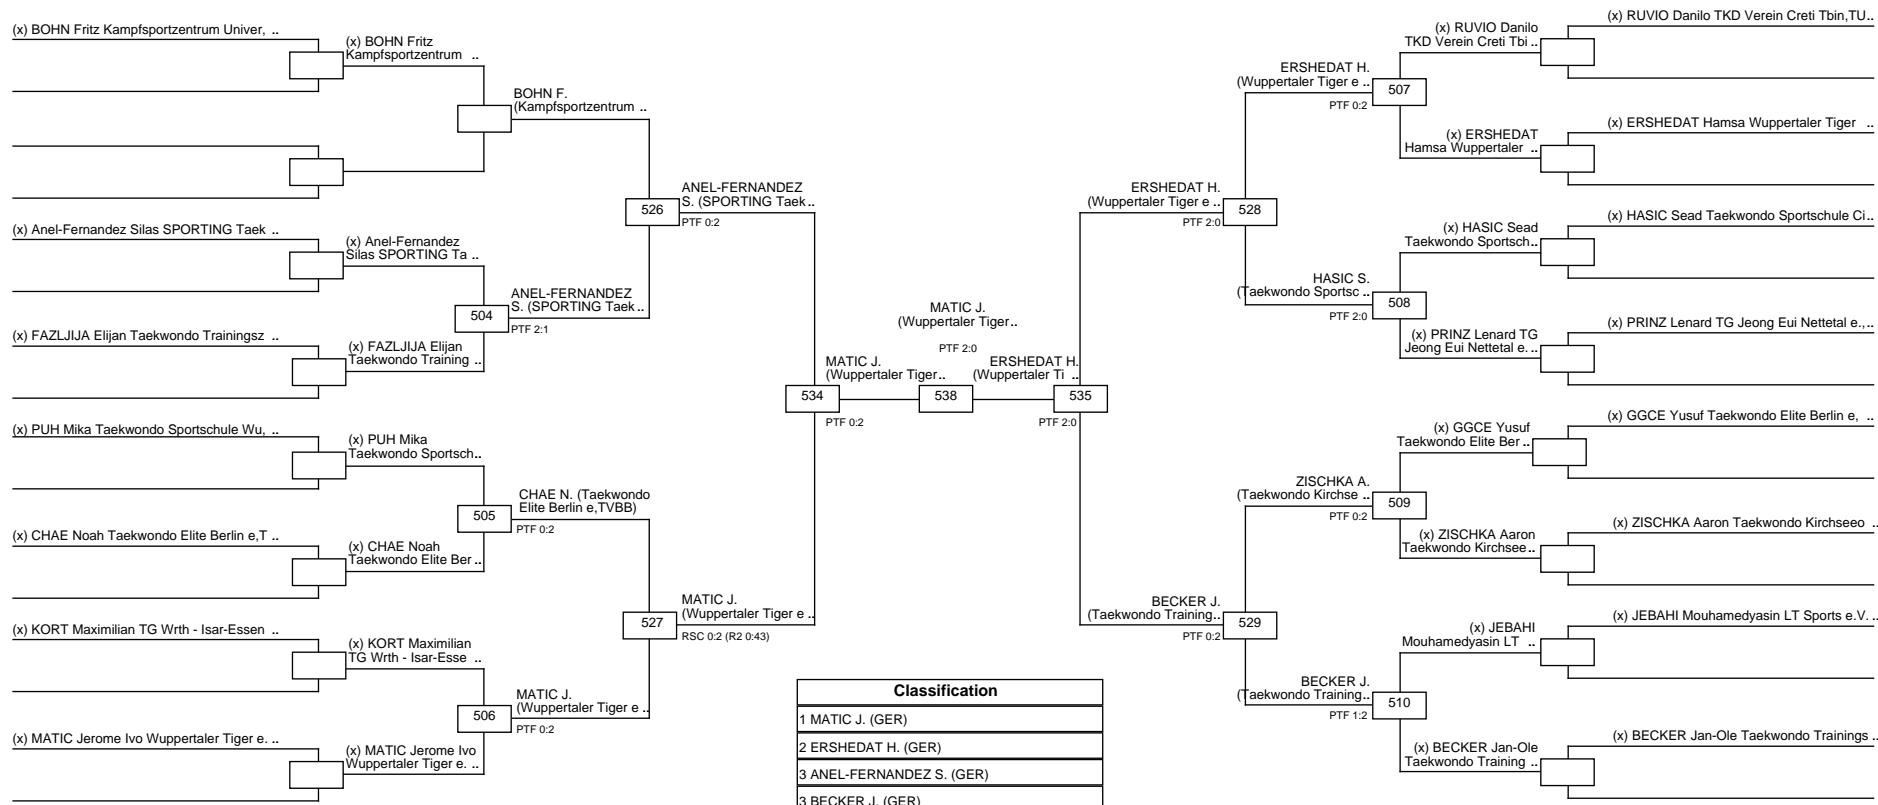 (x) BOHN Fritz Kampfsportzentrum Univer, ..
(x) BOHN Fritz
Kampfsportzentrum ..
BOHN F.
(Kampfsportzentrum ..
(x) Anel-Fernandez Silas SPORTING Taek ..
(x) Anel-Fernandez
Silas SPORTING Ta ..
504
ANEL-FERNANDEZ
S. (SPORTING Taek ..
PTF 2:1
(x) FAZLJIJA Elijan Taekwondo Trainingsz ..
(x) FAZLJIJA Elijan
Taekwondo Training ..
526
ANEL-FERNANDEZ
S. (SPORTING Taek ..
PTF 0:2
(x) PUH Mika Taekwondo Sportschule Wu, ..
(x) PUH Mika
Taekwondo Sportsch..
505
CHAE N. (Taekwondo
Elite Berlin e,TVBB)
PTF 0:2
(x) CHAE Noah Taekwondo Elite Berlin e,T ..
(x) CHAE Noah
Taekwondo Elite Ber ..
527
MATIC J.
(Wuppertaler Tiger e ..
RSC 0:2 (R2 0:43)
(x) KORT Maximilian TG Wrth - Isar-Essen ..
(x) KORT Maximilian
TG Wrth - Isar-Esse ..
506
MATIC J.
(Wuppertaler Tiger e ..
PTF 0:2
(x) MATIC Jerome Ivo Wuppertaler Tiger e. ..
(x) MATIC Jerome Ivo
Wuppertaler Tiger e. ..
534
MATIC J.
(Wuppertaler Tiger..
PTF 0:2
MATIC J.
(Wuppertaler Tiger..
PTF 2:0
538
ERSHEDAT H.
(Wuppertaler Ti ..
535
PTF 2:0
ERSHEDAT H.
(Wuppertaler Tiger e ..
528
PTF 2:0
ERSHEDAT H.
(Wuppertaler Tiger e ..
507
PTF 0:2
(x) RUVIO Danilo
TKD Verein Creti Tbi ..
(x) RUVIO Danilo TKD Verein Creti Tbin,TU..
(x) ERSHEDAT
Hamsa Wuppertaler ..
(x) ERSHEDAT Hamsa Wuppertaler Tiger ..
HASIC S.
(Taekwondo Sportsc ..
508
PTF 2:0
(x) HASIC Sead
Taekwondo Sportsch..
(x) HASIC Sead Taekwondo Sportschule Ci..
(x) PRINZ Lenard TG
Jeong Eui Nettetal e. ..
(x) PRINZ Lenard TG Jeong Eui Nettetal e.,..
BECKER J.
(Taekwondo Training..
529
PTF 0:2
ZISCHKA A.
(Taekwondo Kirchse ..
509
PTF 0:2
(x) GGCE Yusuf
Taekwondo Elite Ber ..
(x) GGCE Yusuf Taekwondo Elite Berlin e, ..
(x) ZISCHKA Aaron
Taekwondo Kirchsee..
(x) ZISCHKA Aaron Taekwondo Kirchseeo ..
BECKER J.
(Taekwondo Training..
510
PTF 1:2
(x) JEBAHI
Mouhamedyasin LT ..
(x) JEBAHI Mouhamedyasin LT Sports e.V. ..
(x) BECKER Jan-Ole
Taekwondo Training ..
(x) BECKER Jan-Ole Taekwondo Trainings ..
Classification
1 MATIC J. (GER)
2 ERSHEDAT H. (GER)
3 ANEL-FERNANDEZ S. (GER)
3 BECKER J. (GER)